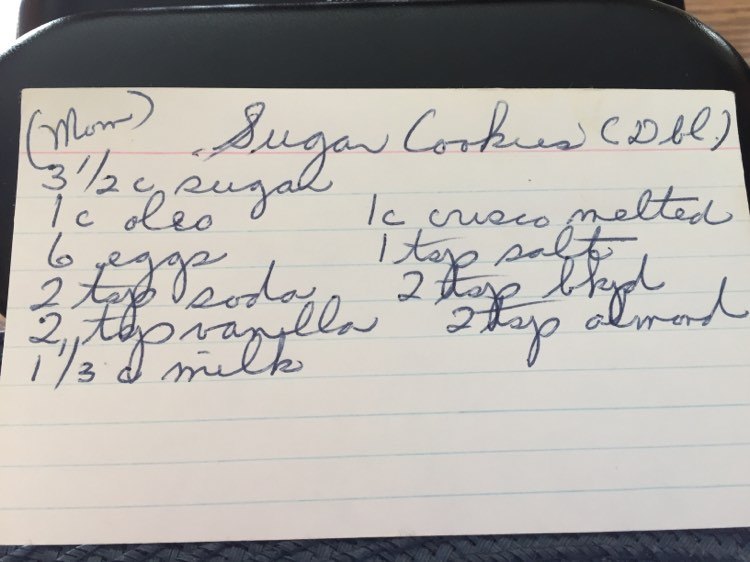 (Mom) Sugar Cookies (Dbl.)
3 1/2 c sugar
1 c oleo 1c crisco melted
6 eggs 1 tsp salt
2 tsp soda 2 tsp bkpd
2 tsp vanilla 2 tsp almond
1 1/3 c milk